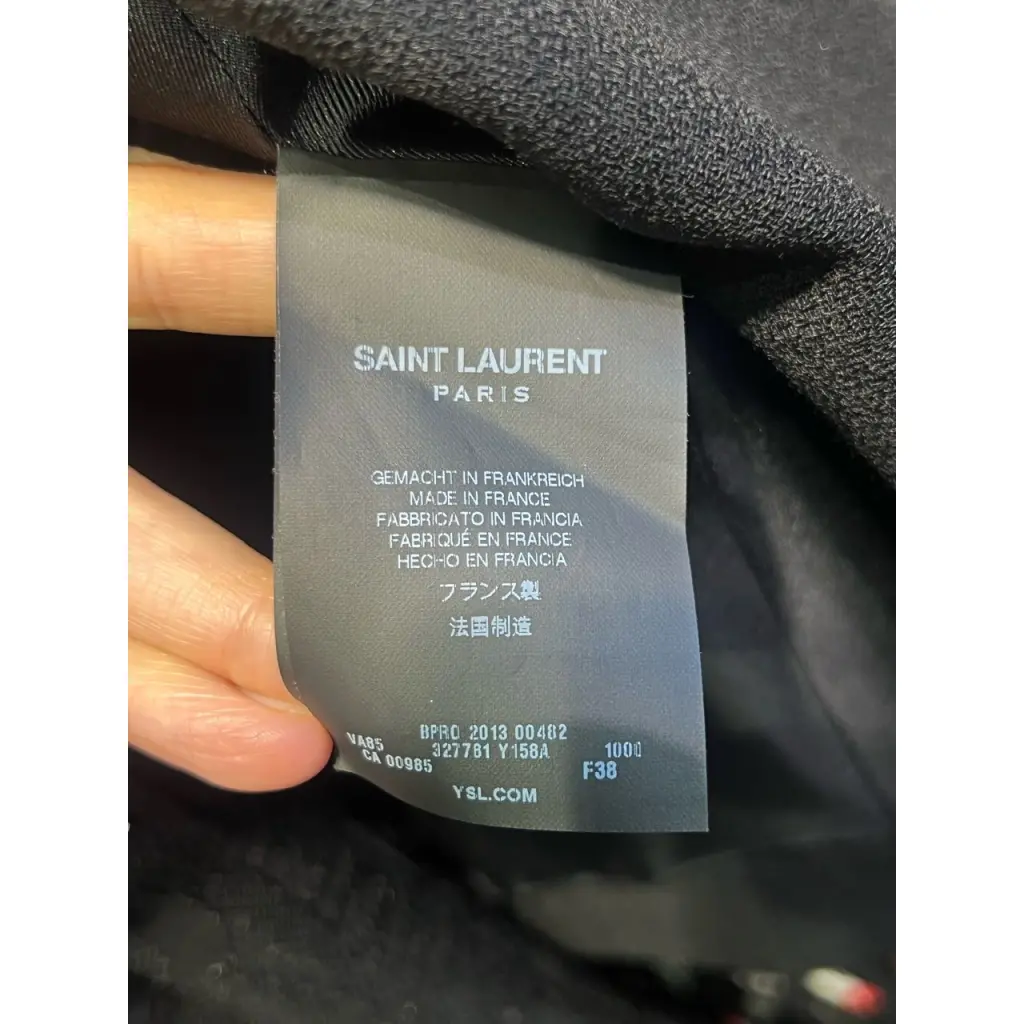 SAINT LAURENT
PARIS
GEMACHT IN FRANKREICH
MADE IN FRANCE
FABBRICATO IN FRANCIA
FABRIQUÉ EN FRANCE
HECHO EN FRANCIA
フランス製
法国制造
BPRO 2013 00482
VA85 327761 Y158A 1000
CA 00985 F38
YSL.COM